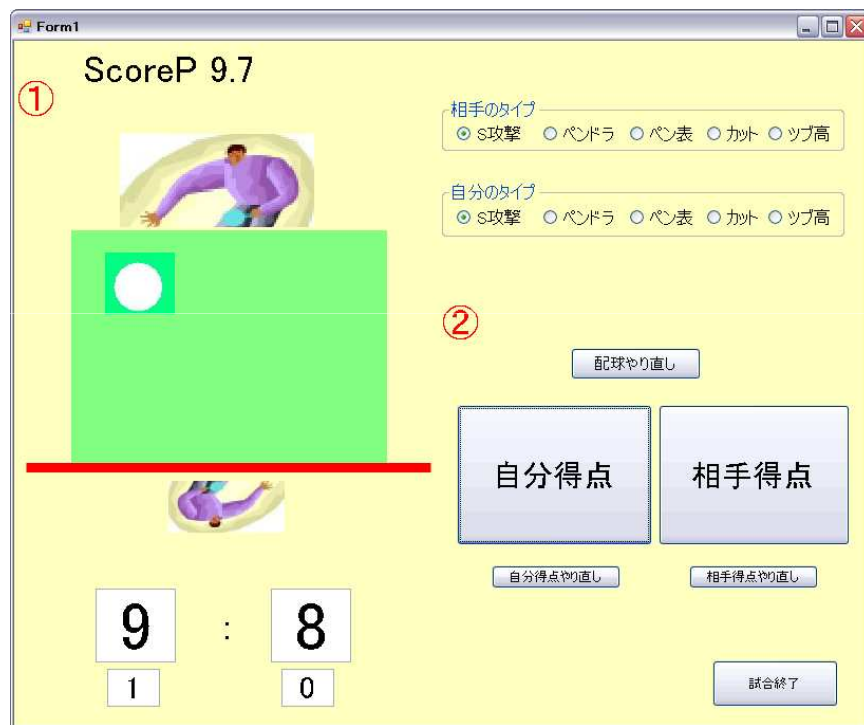 Form1
ScoreP 9.7
①
相手のタイプ
S攻撃 ペンドラ ペン表 カット ツブ高
自分のタイプ
S攻撃 ペンドラ ペン表 カット ツブ高
②
配球やり直し
自分得点 相手得点
自分得点やり直し 相手得点やり直し
9 : 8
1 0
試合終了